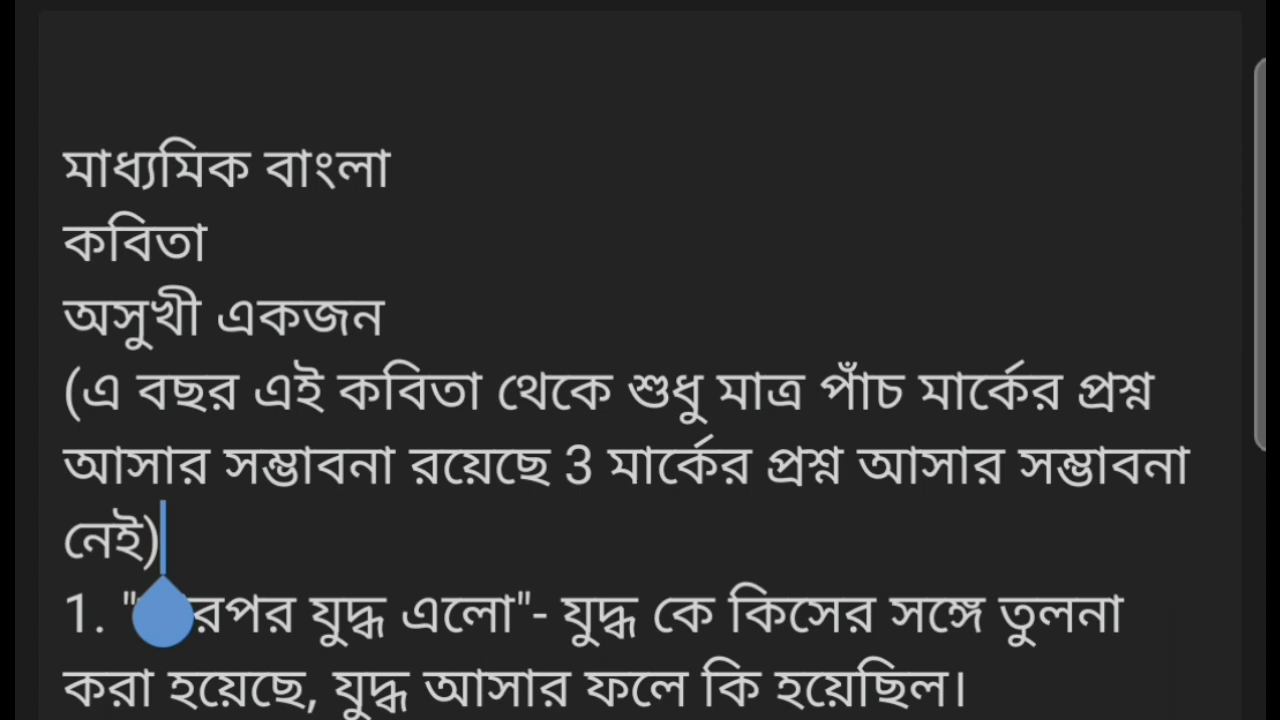 মাধ্যমিক বাংলা
কবিতা
অসুখী একজন
(এ বছর এই কবিতা থেকে শুধু মাত্র পাঁচ মার্কের প্রশ্ন
আসার সম্ভাবনা রয়েছে 3 মার্কের প্রশ্ন আসার সম্ভাবনা
নেই)
1. " যুদ্ধ এলো"- যুদ্ধ কে কিসের সঙ্গে তুলনা
করা হয়েছে, যুদ্ধ আসার ফলে কি হয়েছিল।